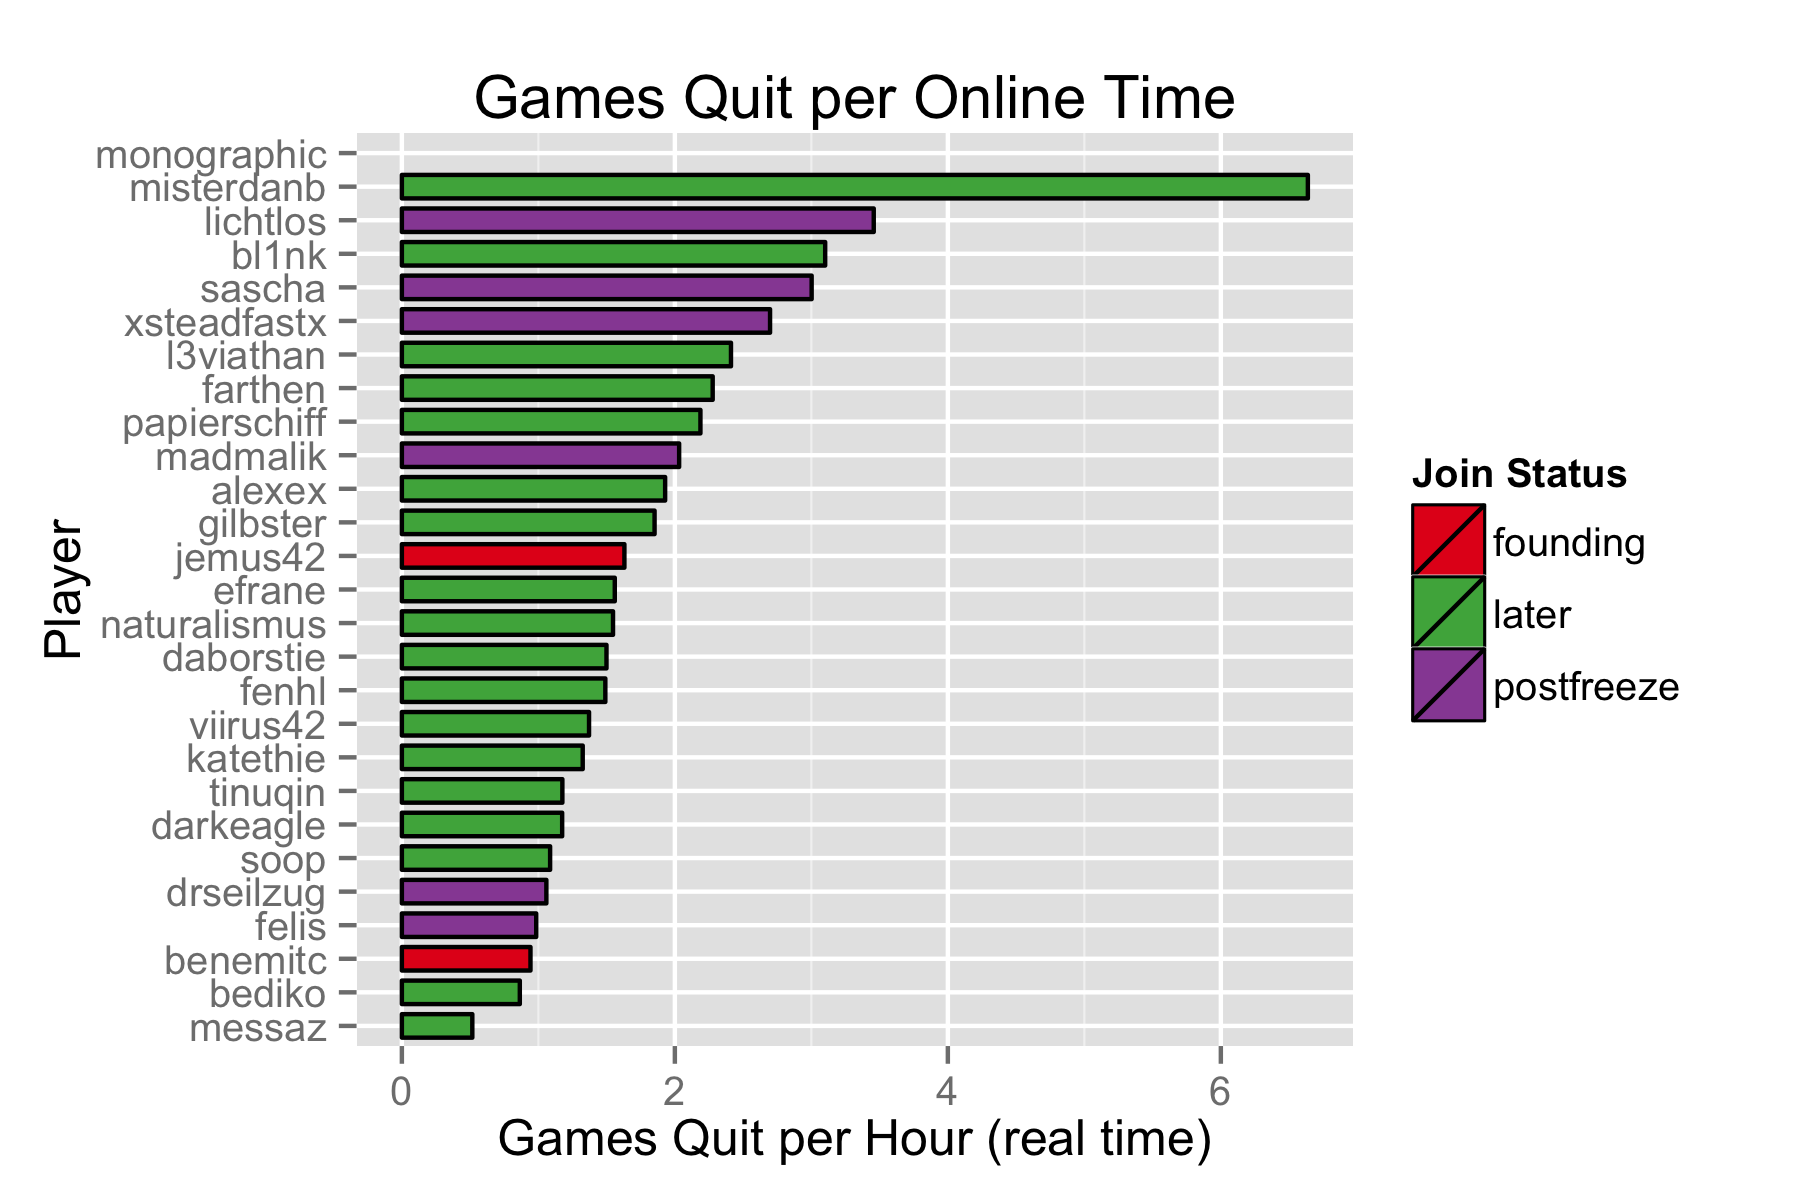 Games Quit per Online Time
monographic
misterdanb
lichtlos
bl1nk
sascha
xsteadfastx
l3viathan
farthen
papierschiff
madmalik
alexex
gilbster
jemus42
efrane
naturalismus
daborstie
fenhl
viirus42
katethie
tinuqin
darkeagle
soop
drseilzug
felis
benemitc
bediko
messaz
Player
0 2 4 6
Games Quit per Hour (real time)
Join Status
founding
later
postfreeze